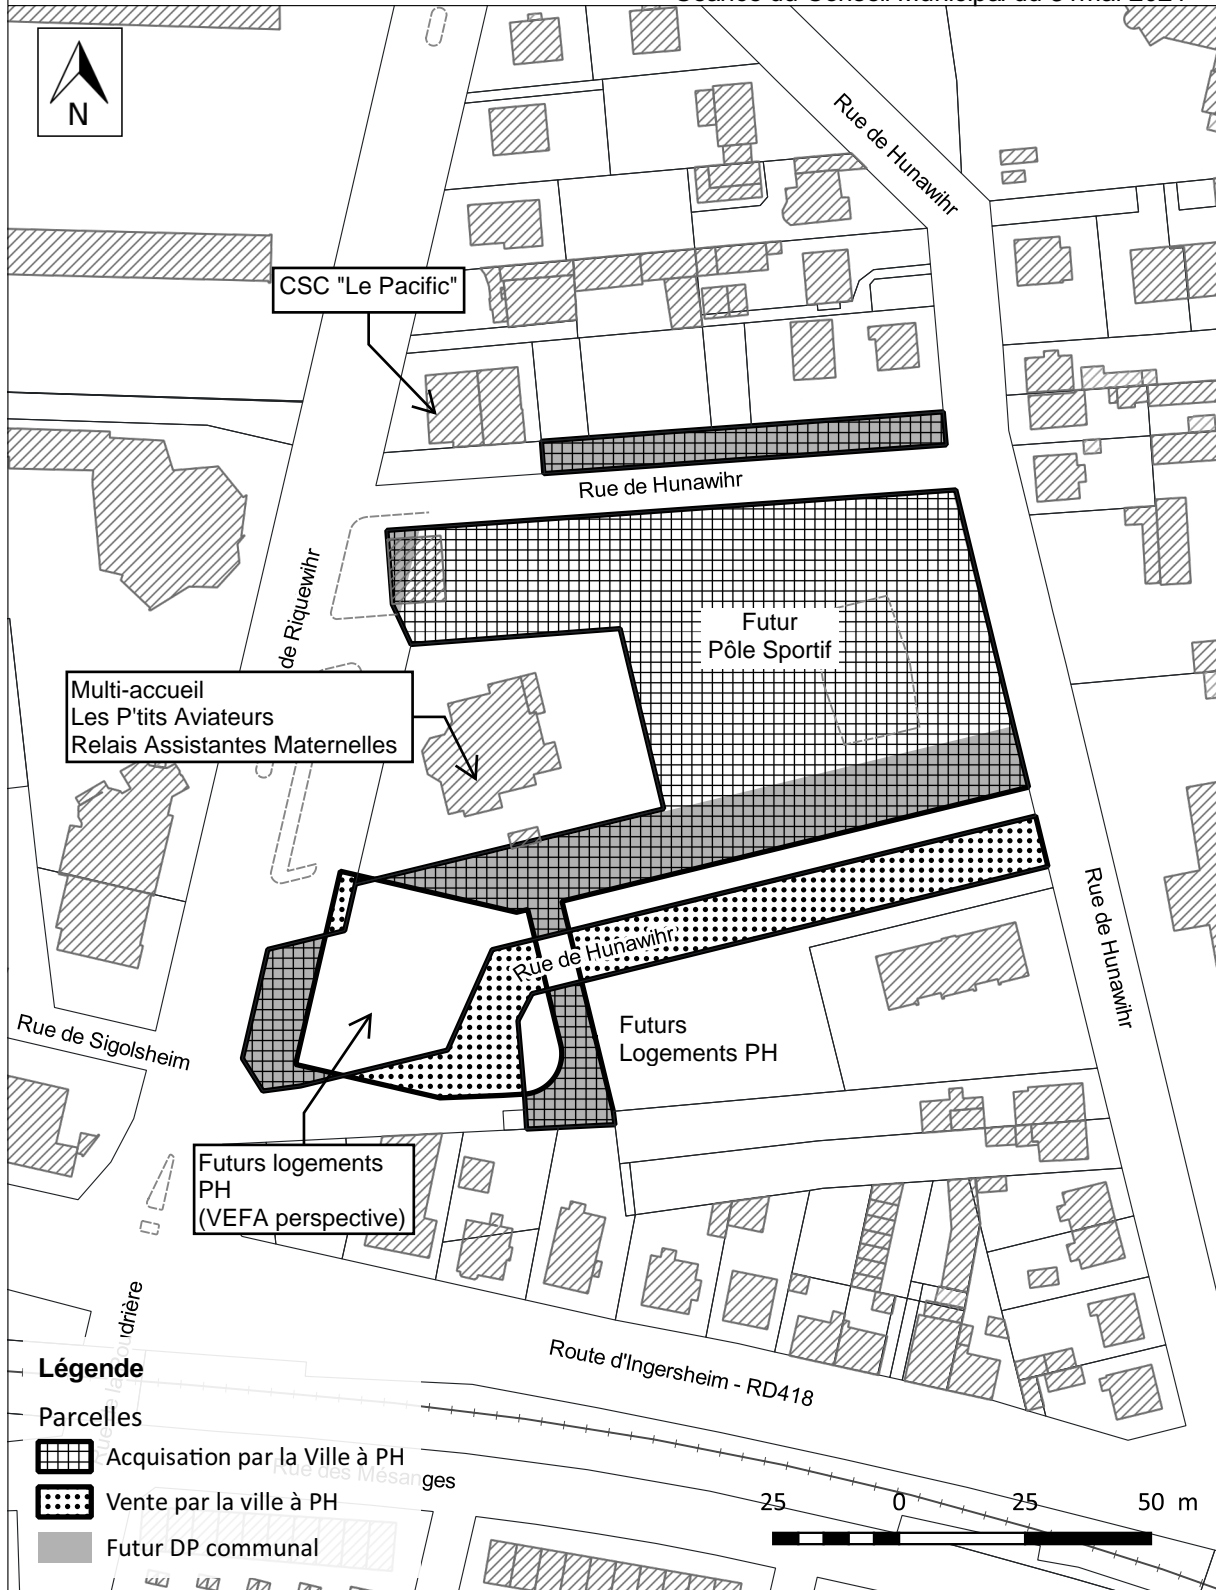 N
Rue de Hunawihr
CSC "Le Pacific"
Rue de Hunawihr
de Riquewihr
Futur
Pôle Sportif
Multi-accueil
Les P'tits Aviateurs
Relais Assistantes Maternelles
Rue de Hunawihr
Rue de Hunawihr
Rue de Sigolsheim
Futurs
Logements PH
Futurs logements
PH
(VEFA perspective)
Route d'Ingersheim - RD418
Légende
Parcelles
Acquisation par la Ville à PH
Rue des Mésanges
Vente par la ville à PH
Futur DP communal
25 0 25 50 m